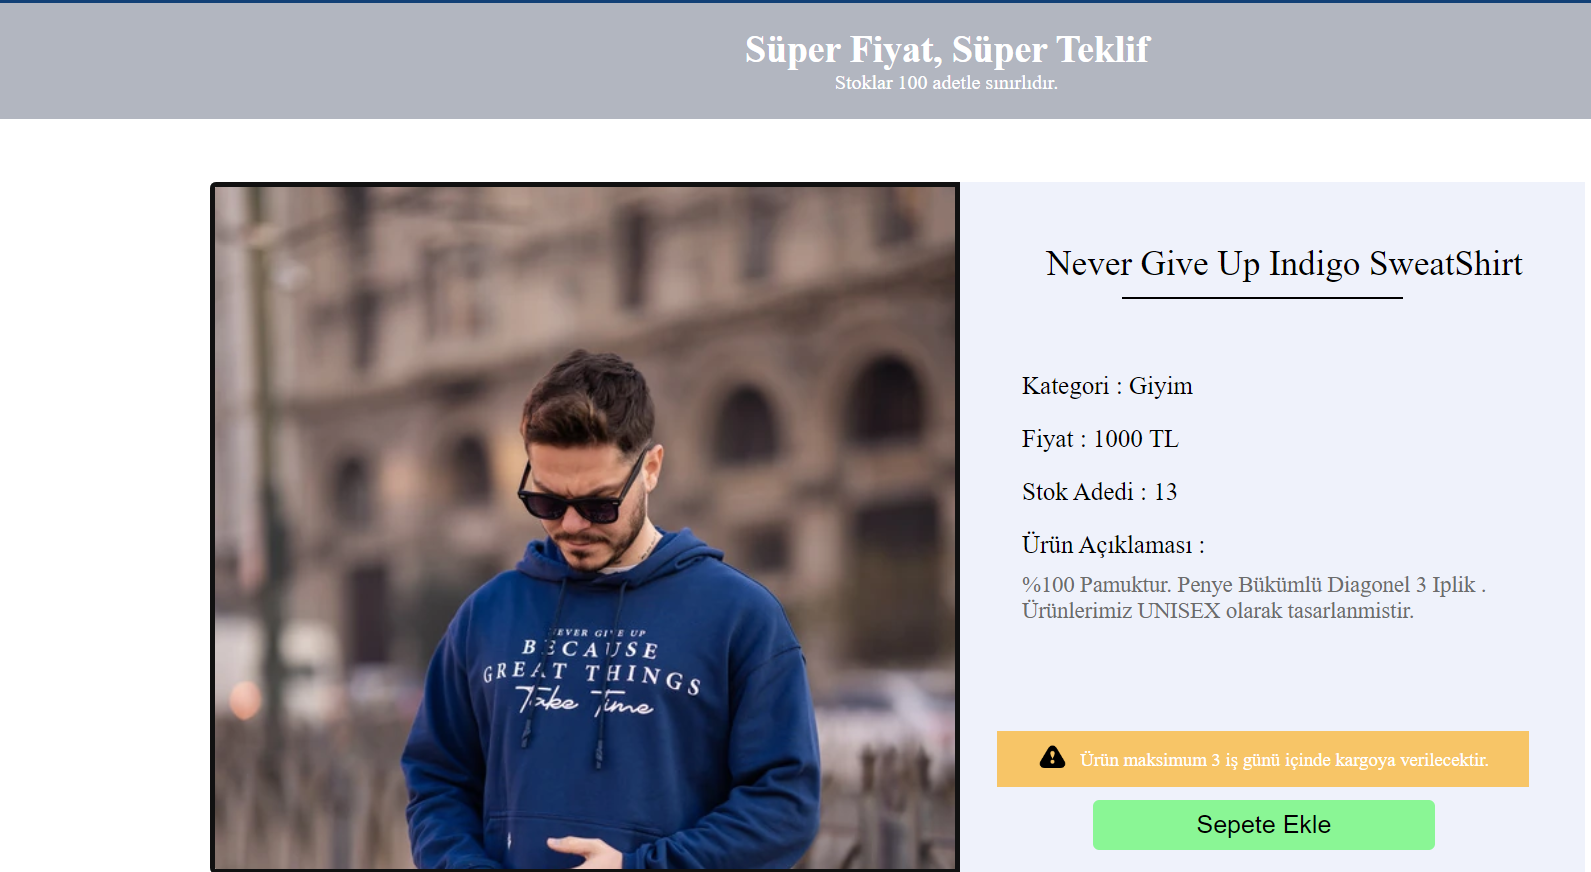 Süper Fiyat, Süper Teklif
Stoklar 100 adetle sınırlıdır.
Never Give Up Indigo SweatShirt
Kategori : Giyim
Fiyat : 1000 TL
Stok Adedi : 13
Ürün Açıklaması :
%100 Pamuktur. Penye Bükümlü Diagonel 3 Iplik .
Ürünlerimiz UNISEX olarak tasarlanmistir.
NEVER GIVE UP
BECAUSE
GREAT THINGS
Take Time
Ürün maksimum 3 iş günü içinde kargoya verilecektir.
Sepete Ekle